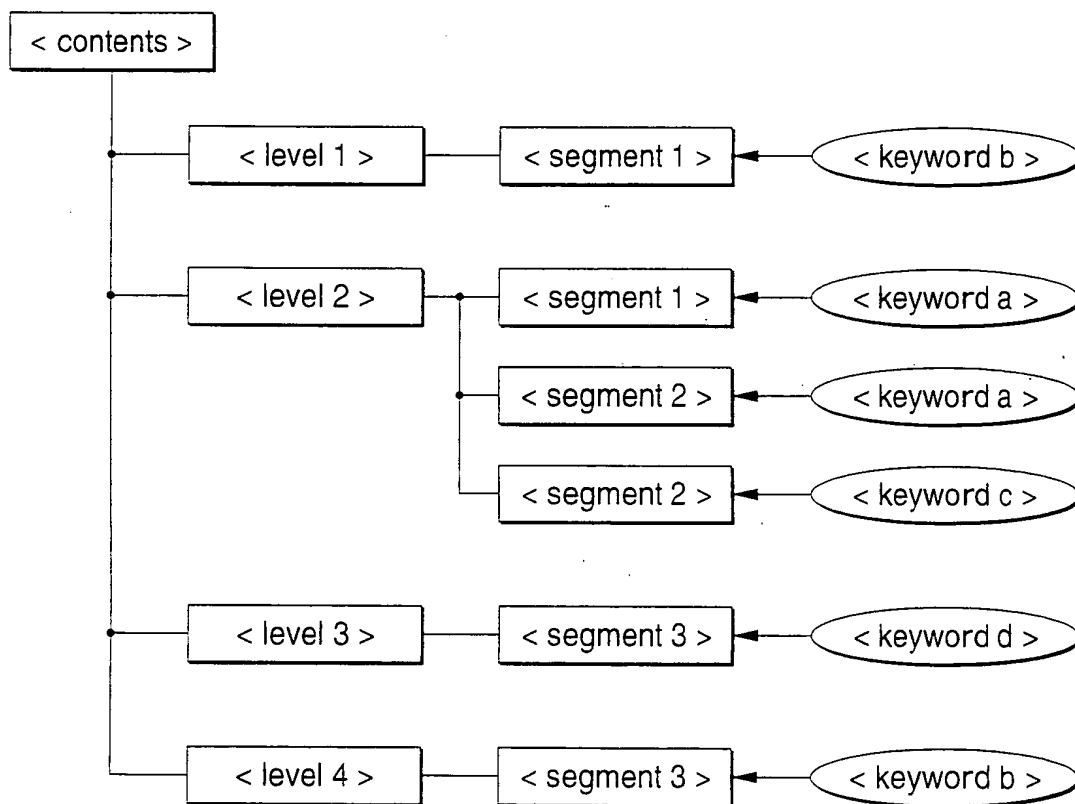 < contents >
< level 1 > < segment 1 > < keyword b >
< level 2 > < segment 1 > < keyword a >
< segment 2 > < keyword a >
< segment 2 > < keyword c >
< level 3 > < segment 3 > < keyword d >
< level 4 > < segment 3 > < keyword b >